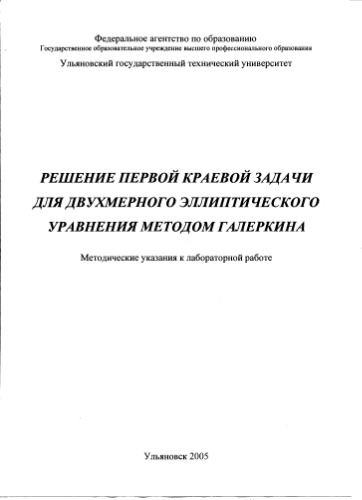 Федеральное агентство по образованию
Государственное образовательное учреждение высшего профессионального образования
Ульяновский государственный технический университет
РЕШЕНИЕ ПЕРВОЙ КРАЕВОЙ ЗАДАЧИ
ДЛЯ ДВУХМЕРНОГО ЭЛЛИПТИЧЕСКОГО
УРАВНЕНИЯ МЕТОДОМ ГАЛЕРКИНА
Методические указания к лабораторной работе
Ульяновск 2005